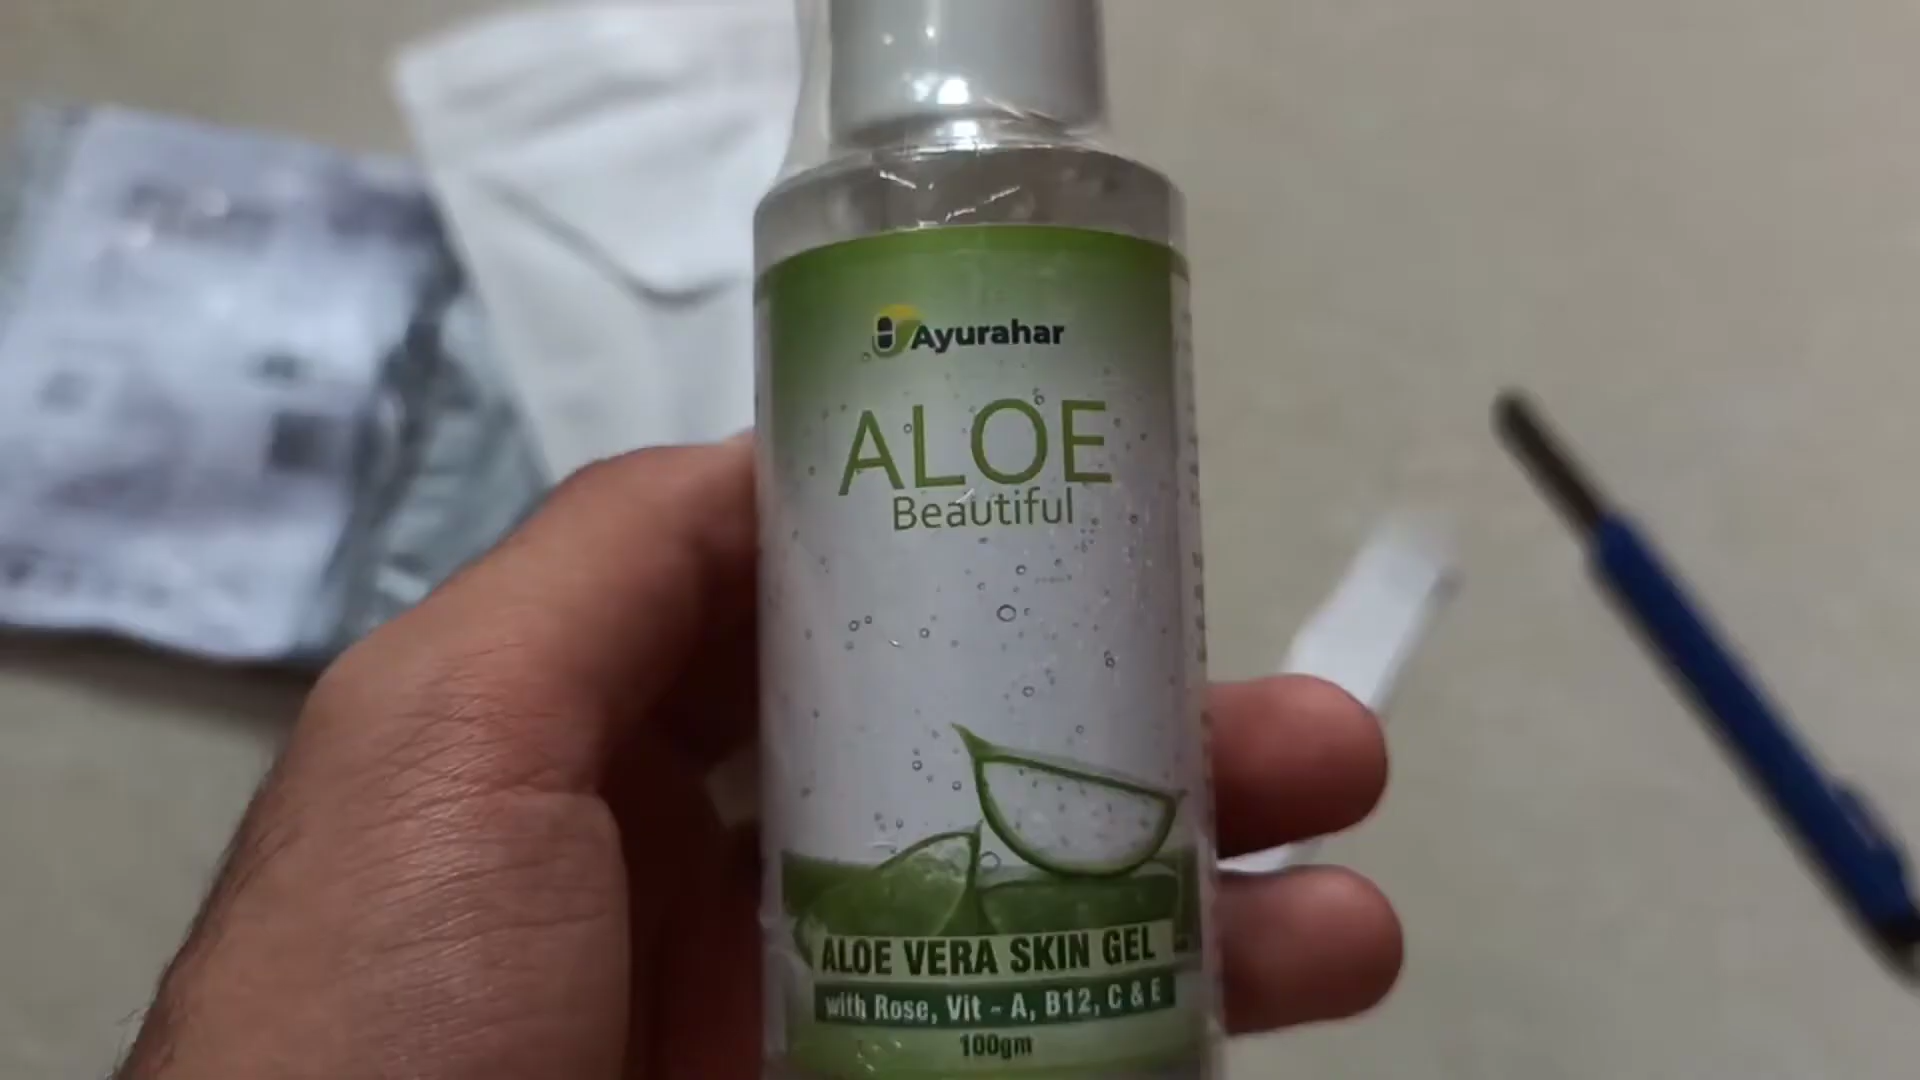 Ayurahar
ALOE
Beautiful
ALOE VERA SKIN GEL
with Rose, Vit - A, B12, C & E
100gm